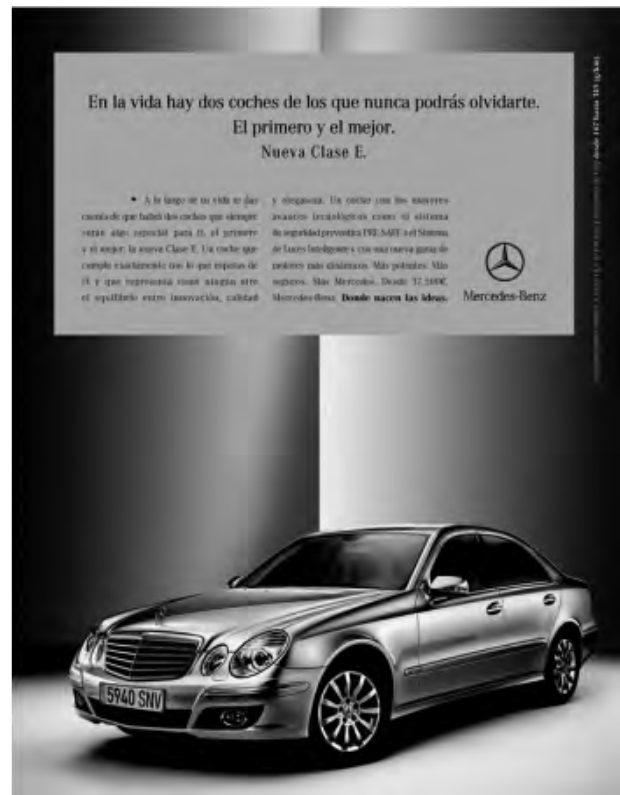 En la vida hay dos coches de los que nunca podrás olvidarte.
El primero y el mejor.
Nueva Clase E.
• A lo largo de tu vida te das
cuenta de que habrá dos coches que siempre
serán algo especial para ti, el primero
y el mejor: la nueva Clase E. Un coche que
cumple exactamente con lo que esperas de
él y que representa como ningún otro
el equilibrio entre innovación, calidad
y elegancia. Un coche con los mayores
avances tecnológicos como el sistema
de seguridad preventiva PRE-SAFE o el Sistema
de Luces Inteligente y con una nueva gama de
motores más dinámicos. Más potentes. Más
seguros. Más Mercedes. Desde
Mercedes-Benz. Donde nacen las ideas.
Mercedes-Benz
5940 SNV